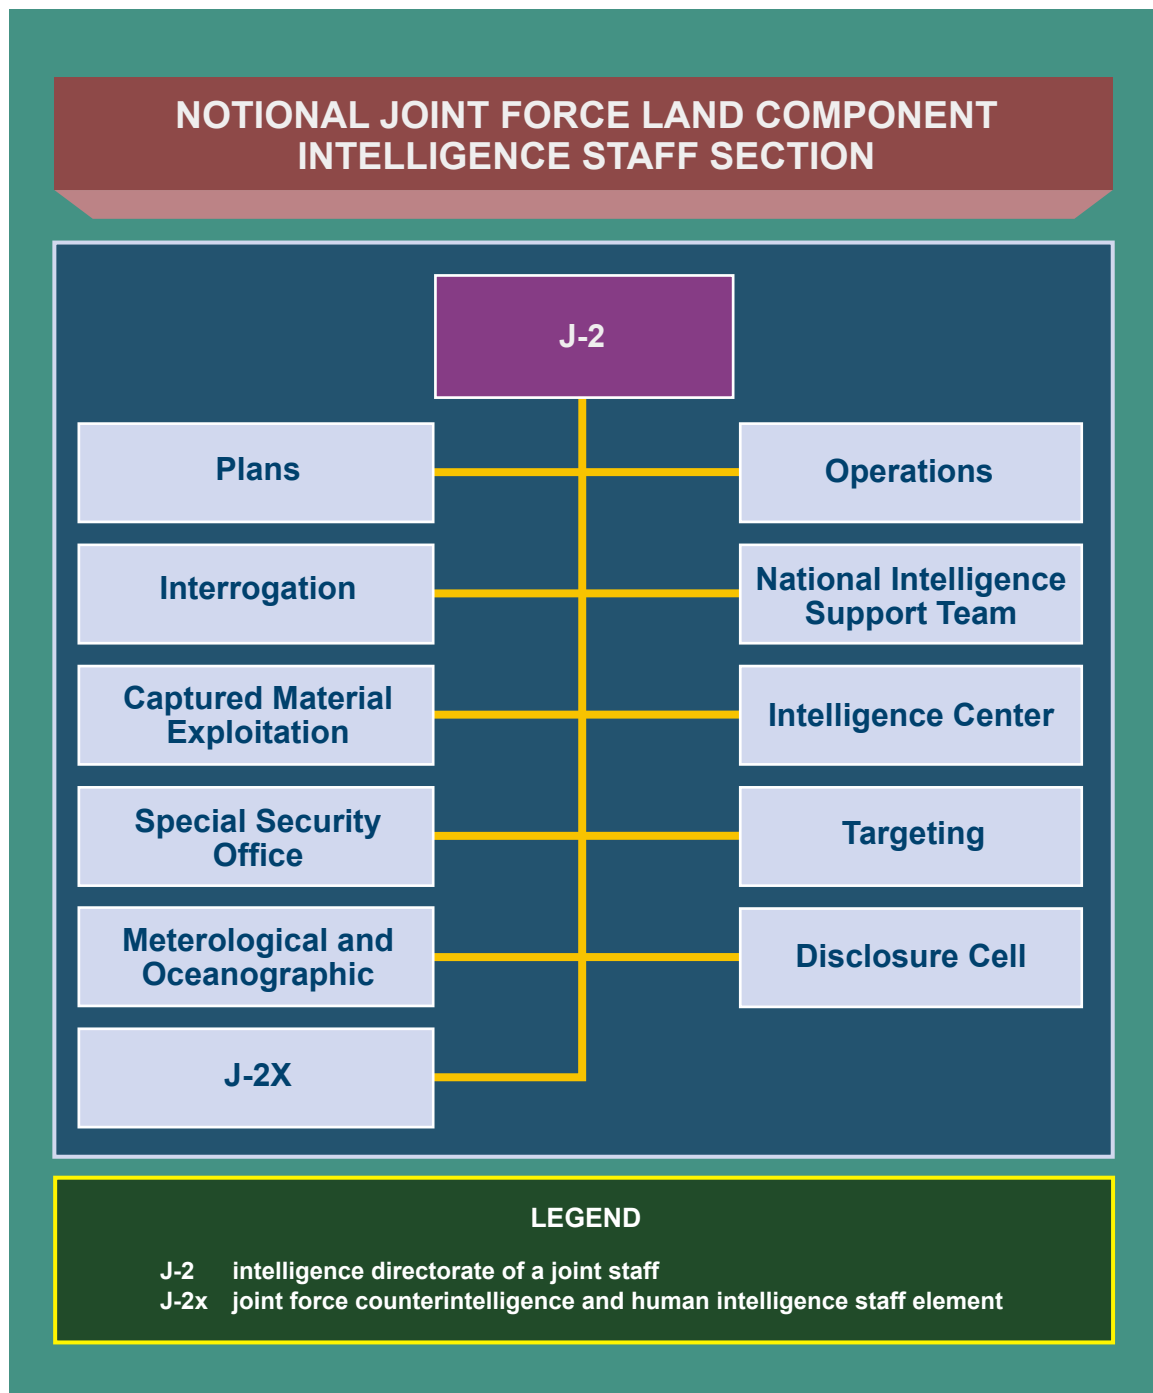 NOTIONAL JOINT FORCE LAND COMPONENT
INTELLIGENCE STAFF SECTION
J-2
Plans
Operations
Interrogation
National Intelligence
Support Team
Captured Material
Exploitation
Intelligence Center
Special Security
Office
Targeting
Meterological and
Oceanographic
Disclosure Cell
J-2X
LEGEND
J-2 intelligence directorate of a joint staff
J-2x joint force counterintelligence and human intelligence staff element